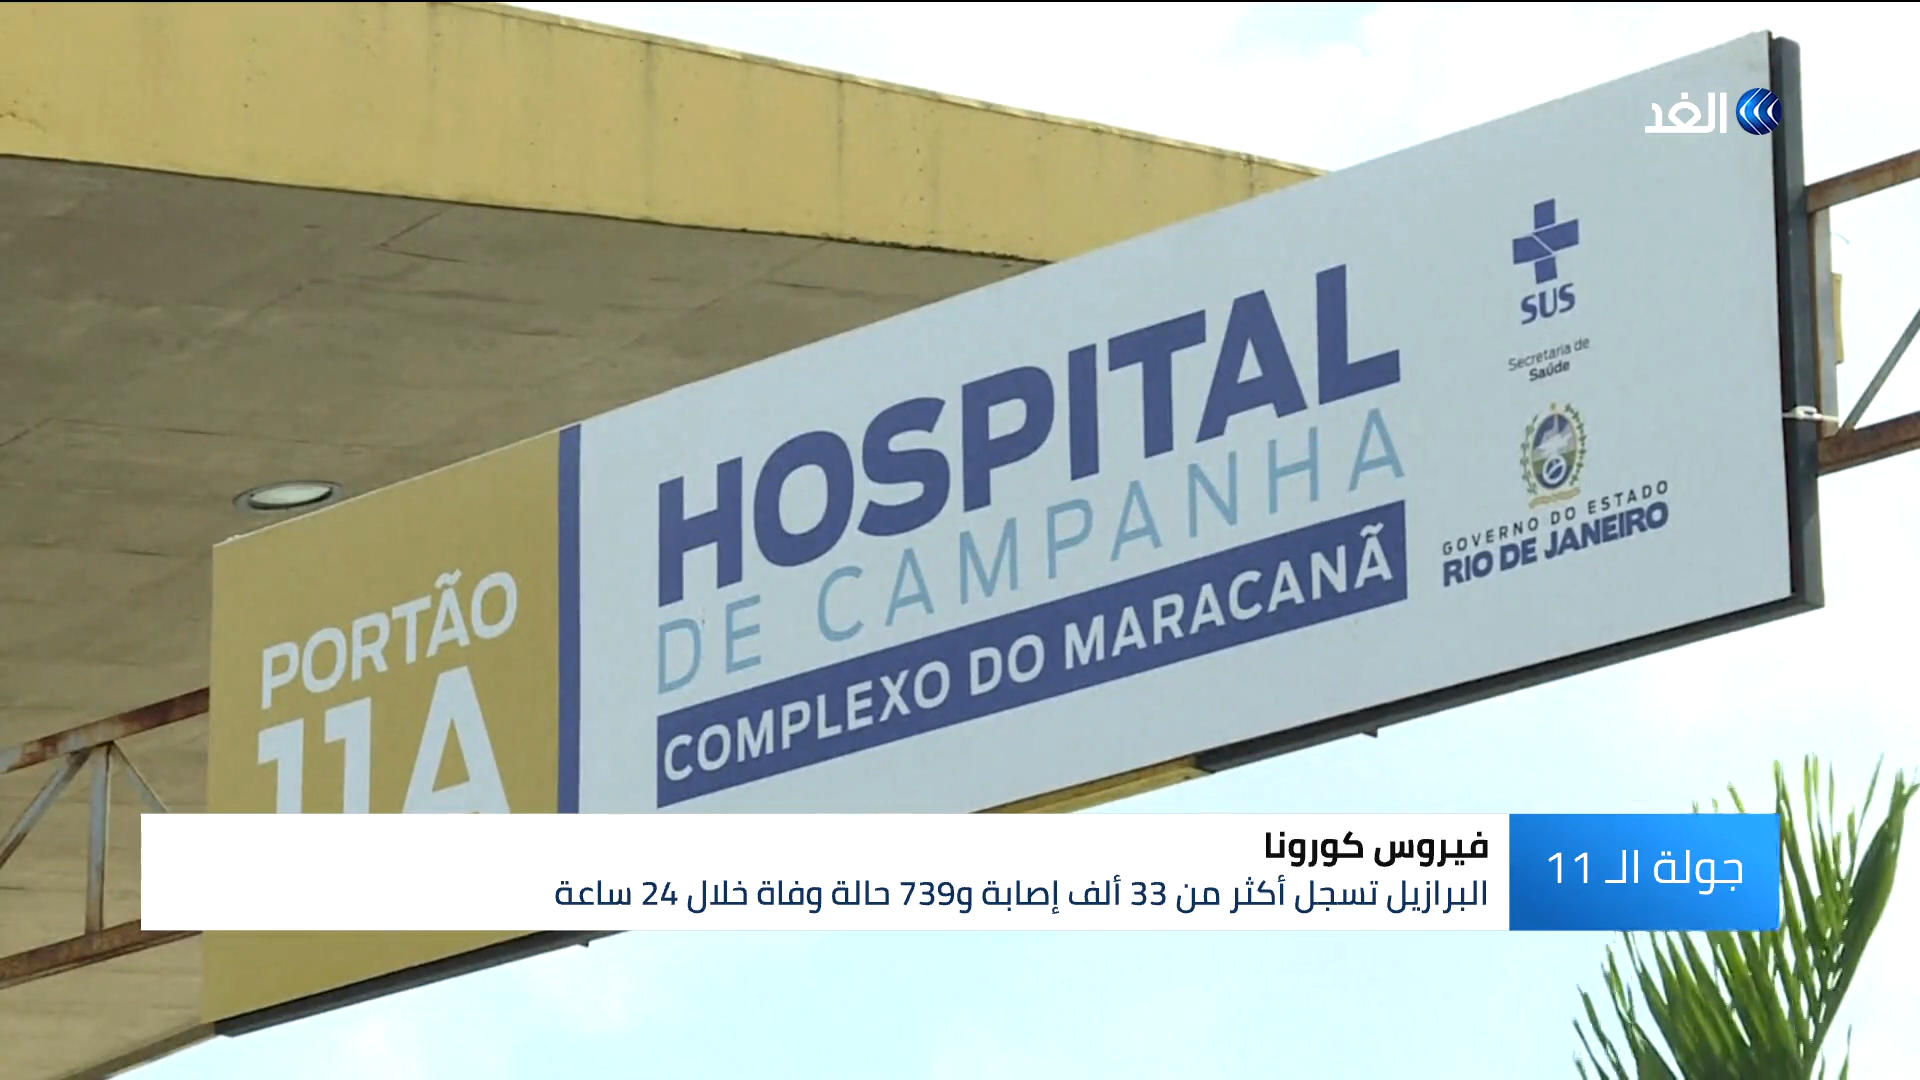 الغد
SUS
Secretaria de
Saúde
GOVERNO DO ESTADO
RIO DE JANEIRO
HOSPITAL
DE CAMPANHA
COMPLEXO DO MARACANÃ
PORTÃO
11A
جولة الـ 11
فيروس كورونا
البرازيل تسجل أكثر من 33 ألف إصابة و739 حالة وفاة خلال 24 ساعة